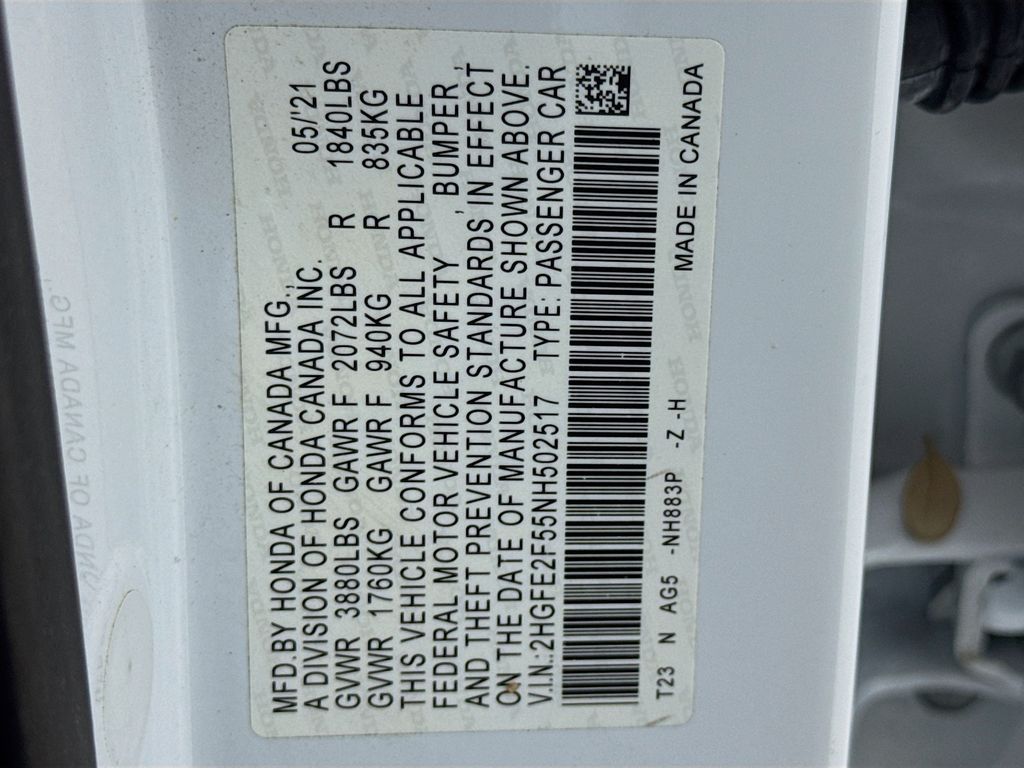 MFD.BY HONDA OF CANADA MFG., 05/"21
A DIVISION OF HONDA CANADA INC.
GVWR 3880LBS GAWR F 2072LBS R 1840LBS
GVWR 1760KG GAWR F 940KG R 835KG
THIS VEHICLE CONFORMS TO ALL APPLICABLE
FEDERAL MOTOR VEHICLE SAFETY , BUMPER ,
AND THEFT PREVENTION STANDARDS IN EFFECT
ON THE DATE OF MANUFACTURE SHOWN ABOVE.
V.IN.:2HGFE2F55NH502517 TYPE: PASSENGER CAR
T23 N AG5 -NH883P -Z -H MADE IN CANADA